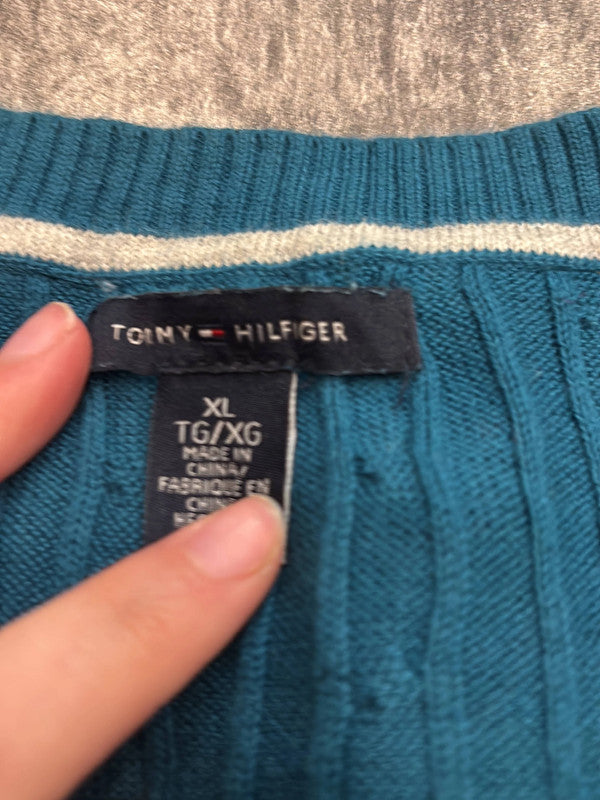 TOMMY HILFIGER
XL
TG/XG
MADE IN
CHINA/
FABRIQUE EN